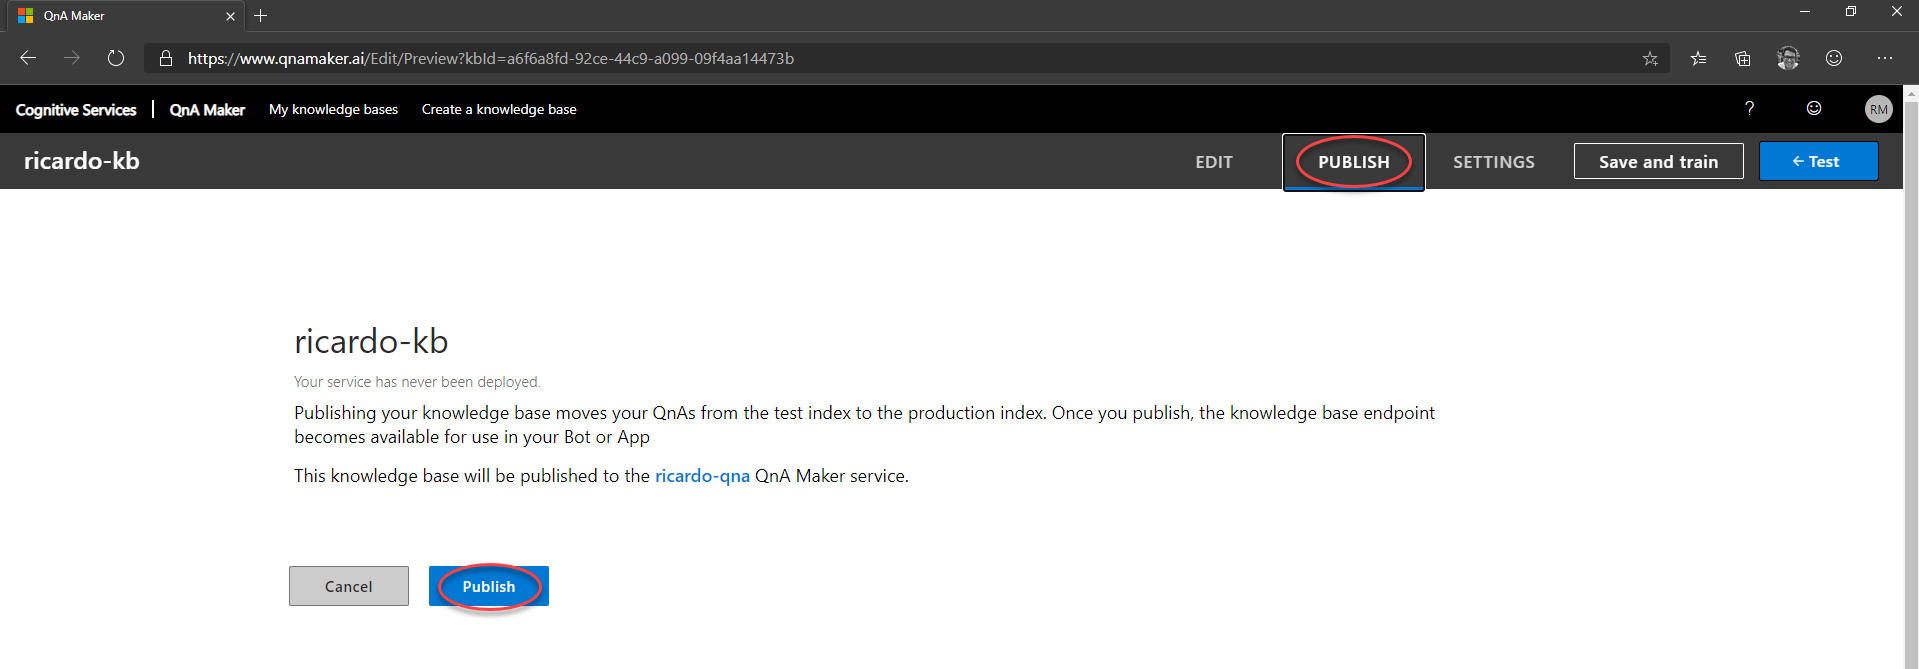 QnA Maker
https://www.qnamaker.ai/Edit/Preview?kbId=a6f6a8fd-92ce-44c9-a099-09f4aa14473b
Cognitive Services | QnA Maker My knowledge bases Create a knowledge base ? RM
ricardo-kb EDIT PUBLISH SETTINGS Save and train ← Test
ricardo-kb
Your service has never been deployed.
Publishing your knowledge base moves your QnAs from the test index to the production index. Once you publish, the knowledge base endpoint
becomes available for use in your Bot or App
This knowledge base will be published to the ricardo-qna QnA Maker service.
Cancel Publish